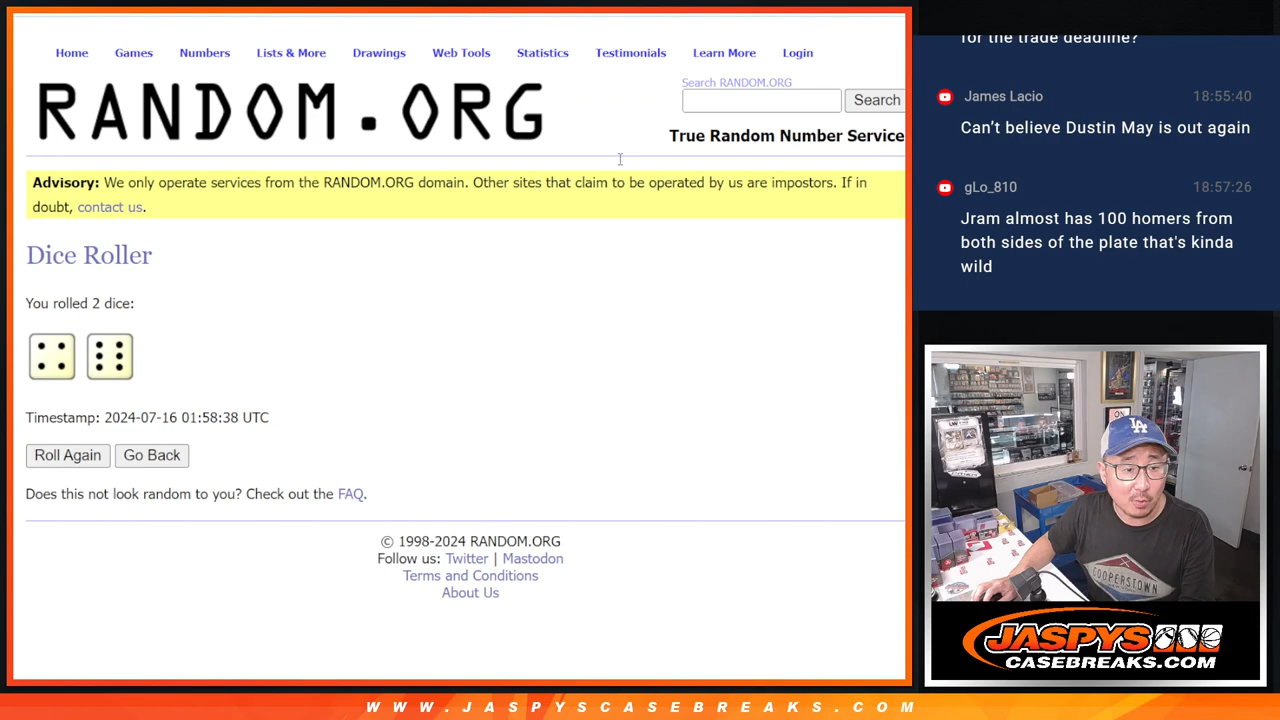 Home Games Numbers Lists & More Drawings Web Tools Statistics Testimonials Learn More Login
RANDOM.ORG
Search RANDOM.ORG
Search
True Random Number Service
Advisory: We only operate services from the RANDOM.ORG domain. Other sites that claim to be operated by us are impostors. If in
doubt, contact us.
Dice Roller
You rolled 2 dice:
Timestamp: 2024-07-16 01:58:38 UTC
Roll Again Go Back
Does this not look random to you? Check out the FAQ.
© 1998-2024 RANDOM.ORG
Follow us: Twitter | Mastodon
Terms and Conditions
About Us
for the trade deadline?
James Lacio 18:55:40
Can’t believe Dustin May is out again
gLo_810 18:57:26
Jram almost has 100 homers from
both sides of the plate that's kinda
wild
ON
LA
COOPERSTOWN
JASPYS
CASEBREAKS.COM
WWW.JASPYSCASEBREAKS.COM